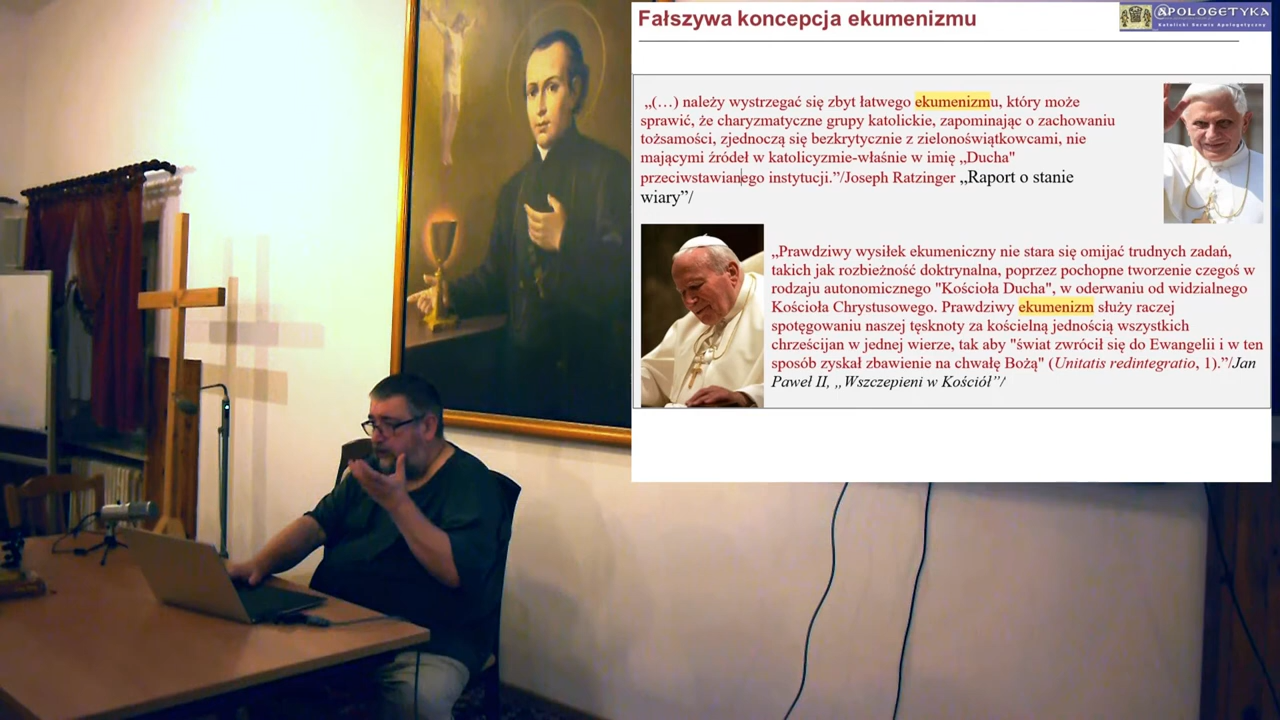 Fałszywa koncepcja ekumenizmu
@POLOGETYKA
Katolicki Serwis Apologetyczny
„(…) należy wystrzegać się zbyt łatwego ekumenizmu, który może
sprawić, że charyzmatyczne grupy katolickie, zapominając o zachowaniu
tożsamości, zjednoczą się bezkrytycznie z zielonoświątkowcami, nie
mającymi źródeł w katolicyzmie-właśnie w imię „Ducha"
przeciwstawianego instytucji.”/Joseph Ratzinger „Raport o stanie
wiary”/
„Prawdziwy wysiłek ekumeniczny nie stara się omijać trudnych zadań,
takich jak rozbieżność doktrynalna, poprzez pochopne tworzenie czegoś w
rodzaju autonomicznego "Kościoła Ducha", w oderwaniu od widzialnego
Kościoła Chrystusowego. Prawdziwy ekumenizm służy raczej
spotęgowaniu naszej tęsknoty za kościelną jednością wszystkich
chrześcijan w jednej wierze, tak aby "świat zwrócił się do Ewangelii i w ten
sposób zyskał zbawienie na chwałę Bożą" (Unitatis redintegratio, 1).”/Jan
Paweł II, „Wszczepieni w Kościół”/